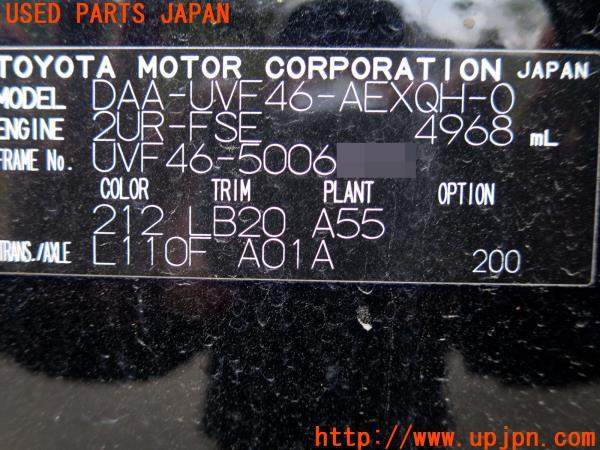 USED PARTS JAPAN
TOYOTA MOTOR CORPORATION JAPAN
MODEL DAA-UVF46-AEXQH-O
ENGINE 2UR-FSE 4968 mL
FRAME No. UVF46-5006
COLOR TRIM PLANT OPTION
212 LB20 A55
TRANS./AXLE L110F A01A 200
http://www.upjpn.com/